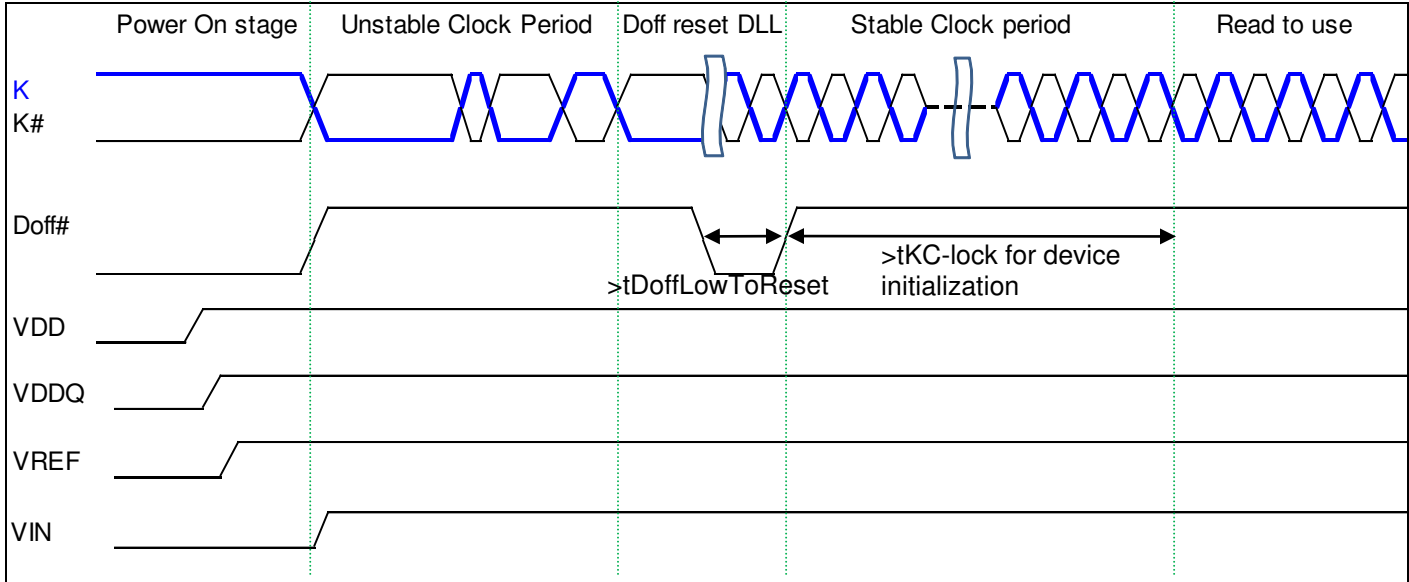 Power On stage
Unstable Clock Period
Doff reset DLL
Stable Clock period
Read to use
K
K#
Doff#
>tDoffLowToReset
>tKC-lock for device
initialization
VDD
VDDQ
VREF
VIN